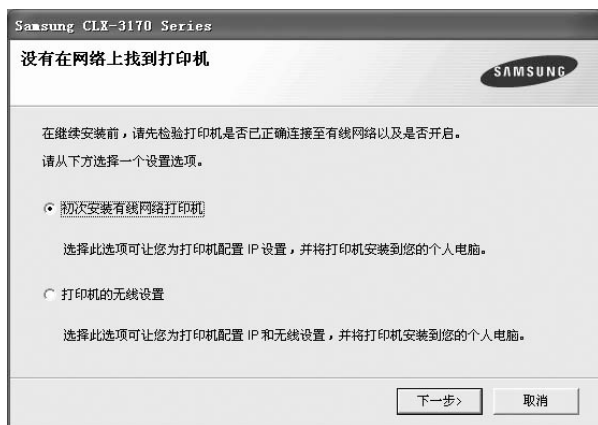 Samsung CLX-3170 Series
没有在网络上找到打印机
SAMSUNG
在继续安装前，请先检验打印机是否已正确连接至有线网络以及是否开启。
请从下方选择一个设置选项。
初次安装有线网络打印机
选择此选项可让您为打印机配置 IP 设置，并将打印机安装到您的个人电脑。
打印机的无线设置
选择此选项可让您为打印机配置 IP 和无线设置，并将打印机安装到您的个人电脑。
下一步> 取消